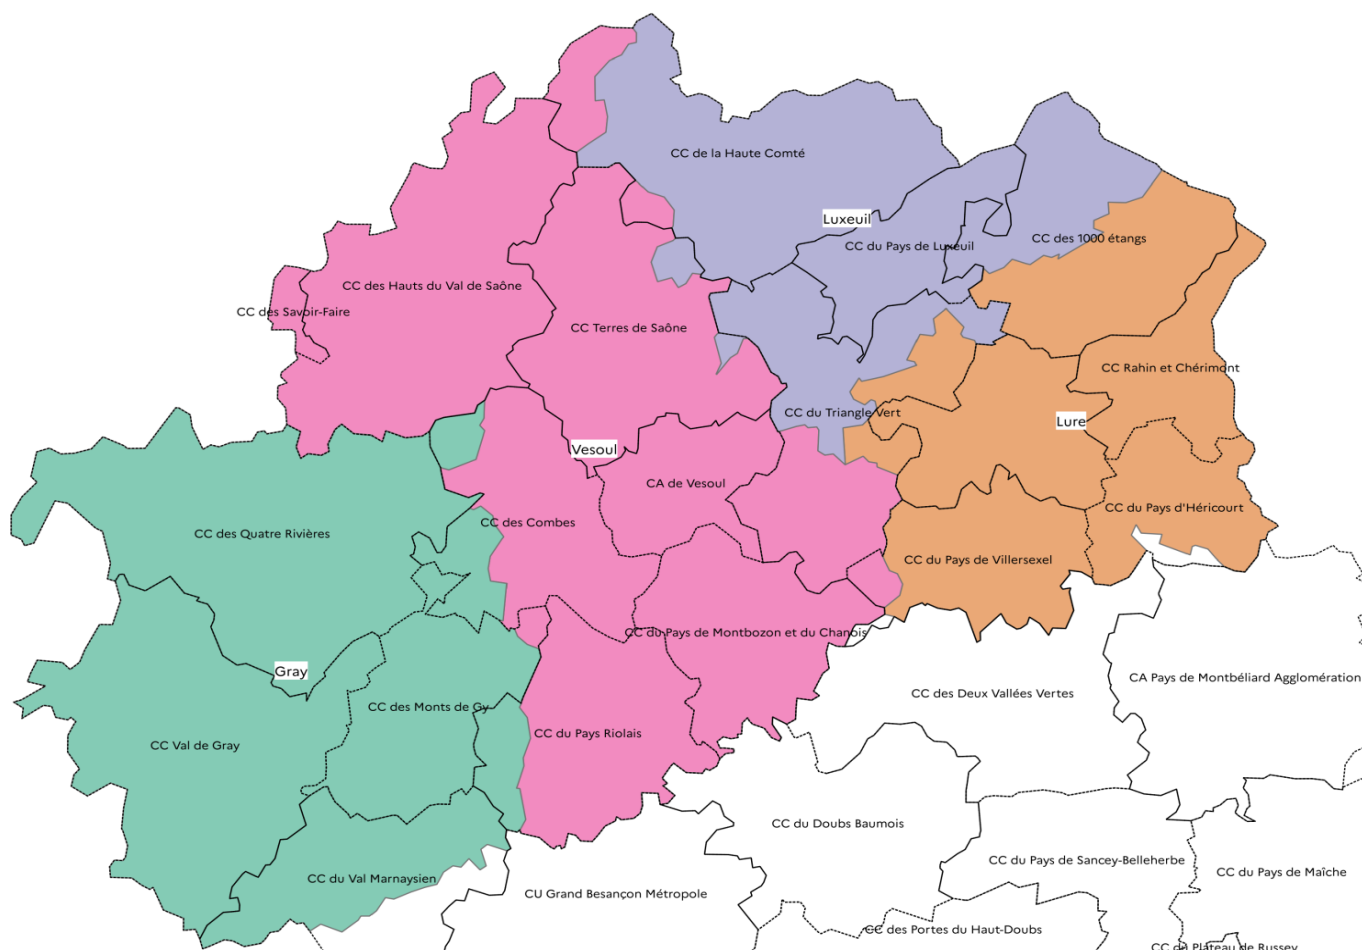 CC de la Haute Comté
Luxeuil
CC du Pays de Luxeuil
CC des 1000 étangs
CC des Hauts du Val de Saône
CC des Savoir-Faire
CC Terres de Saône
CC Rahin et Chérimont
CC du Triangle Vert
Lure
Vesoul
CA de Vesoul
CC du Pays d'Héricourt
CC des Combes
CC des Quatre Rivières
CC du Pays de Villersexel
CC du Pays de Montbozon et du Chanois
Gray
CA Pays de Montbéliard Agglomération
CC des Deux Vallées Vertes
CC des Monts de Gy
CC du Pays Riolais
CC Val de Gray
CC du Doubs Baumois
CC du Pays de Sancey-Belleherbe
CC du Pays de Maîche
CC du Val Marnaysien
CU Grand Besançon Métropole
CC des Portes du Haut-Doubs
CC du Plateau de Russey